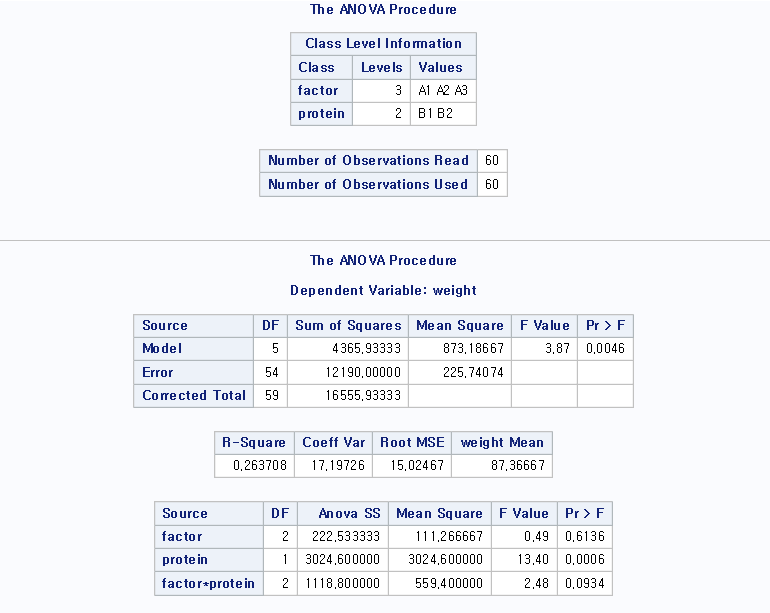 The ANOVA Procedure
Class Level Information
Class Levels Values
factor 3 A1 A2 A3
protein 2 B1 B2
Number of Observations Read 60
Number of Observations Used 60
The ANOVA Procedure
Dependent Variable: weight
Source DF Sum of Squares Mean Square F Value Pr > F
Model 5 4365,93333 873,18667 3,87 0,0046
Error 54 12190,00000 225,74074
Corrected Total 59 16555,93333
R-Square Coeff Var Root MSE weight Mean
0,263708 17,19726 15,02467 87,36667
Source DF Anova SS Mean Square F Value Pr > F
factor 2 222,533333 111,266667 0,49 0,6136
protein 1 3024,600000 3024,600000 13,40 0,0006
factor*protein 2 1118,800000 559,400000 2,48 0,0934